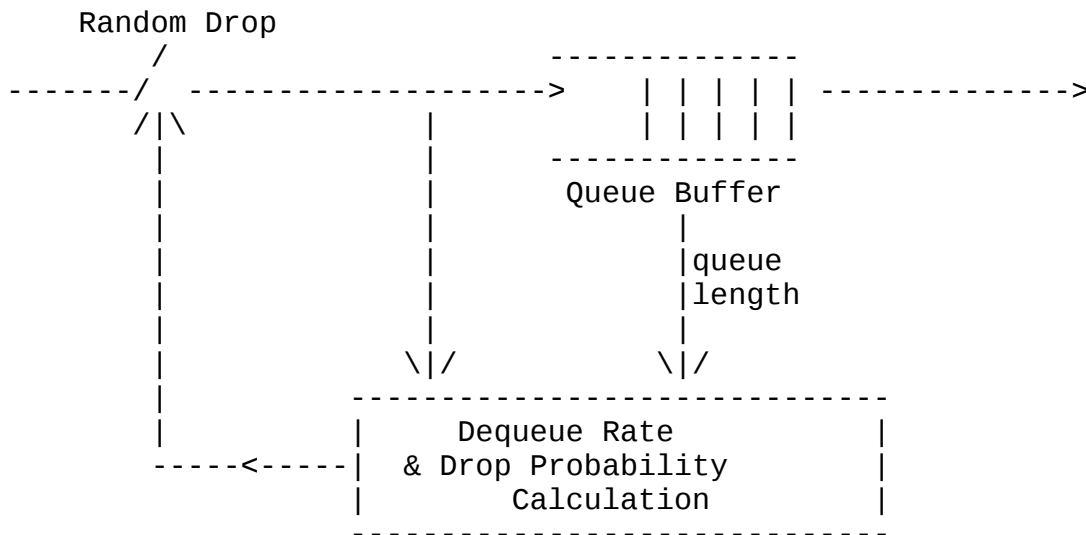 Random Drop
Queue Buffer
queue
length
Dequeue Rate
& Drop Probability
Calculation